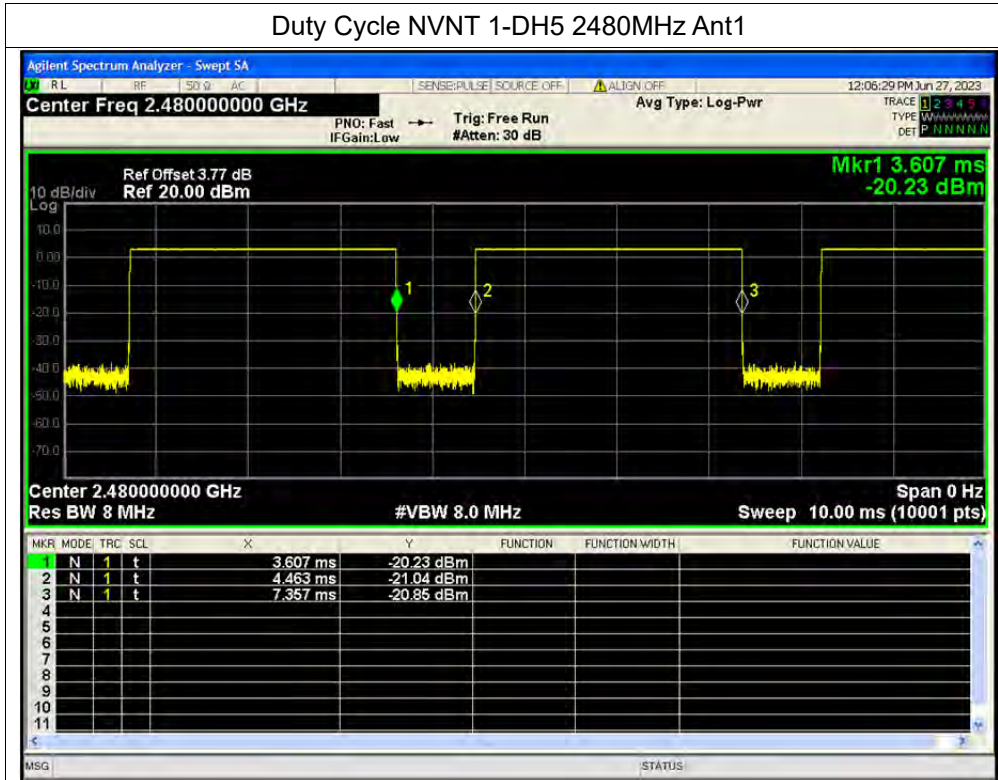 Duty Cycle NVNT 1-DH5 2480MHz Ant1
Agilent Spectrum Analyzer - Swept SA
RL RF 50 Ω AC SENSE:PULSE SOURCE OFF ALIGN OFF 12:06:29 PM Jun 27, 2023
Center Freq 2.480000000 GHz Avg Type: Log-Pwr TRACE 1 2 3 4 5
PNO: Fast Trig: Free Run TYPE W
IFGain:Low #Atten: 30 dB DET P N N N N N
Mkr1 3.607 ms
Ref Offset 3.77 dB
-20.23 dBm
10 dB/div Ref 20.00 dBm
Log
10.0
0.00
-10.0
1 2 3
-20.0
-30.0
-40.0
-50.0
-60.0
-70.0
Center 2.480000000 GHz Span 0 Hz
Res BW 8 MHz #VBW 8.0 MHz Sweep 10.00 ms (10001 pts)
MKR MODE TRC SCL X Y FUNCTION FUNCTION WIDTH FUNCTION VALUE
1 N 1 t 3.607 ms -20.23 dBm
2 N 1 t 4.463 ms -21.04 dBm
3 N 1 t 7.357 ms -20.85 dBm
4
5
6
7
8
9
10
11
MSG STATUS